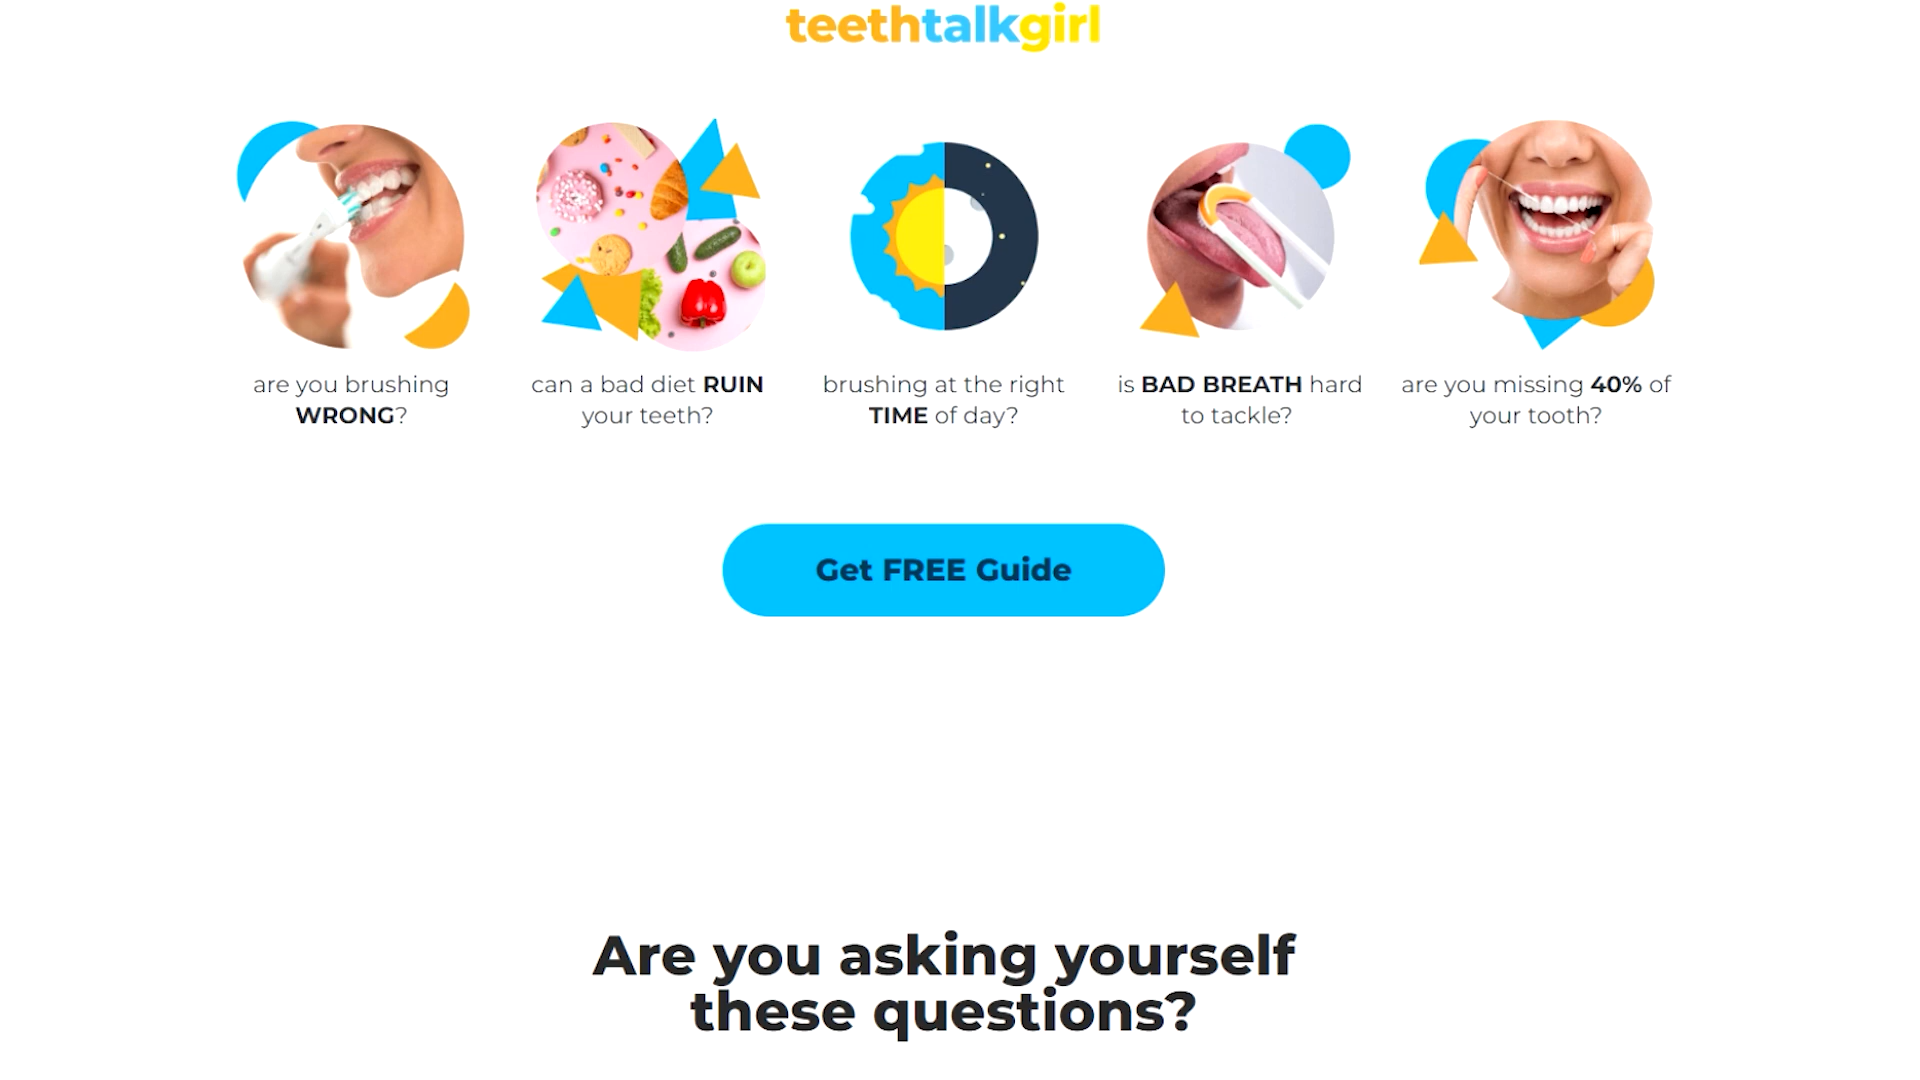 teethtalkgirl
are you brushing
WRONG?
can a bad diet RUIN
your teeth?
brushing at the right
TIME of day?
is BAD BREATH hard
to tackle?
are you missing 40% of
your tooth?
Get FREE Guide
Are you asking yourself
these questions?